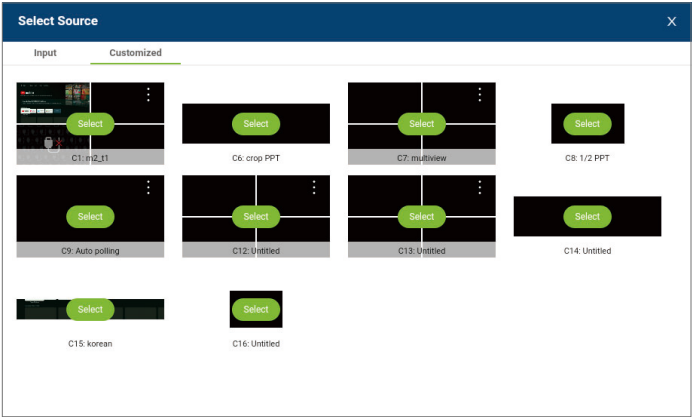 Select Source
X
Input
Customized
Select
Select
Select
Select
C1: m2_t1
C6: crop PPT
C7: multiview
C8: 1/2 PPT
Select
Select
Select
Select
C9: Auto polling
C12: Untitled
C13: Untitled
C14: Untitled
Select
Select
C15: korean
C16: Untitled